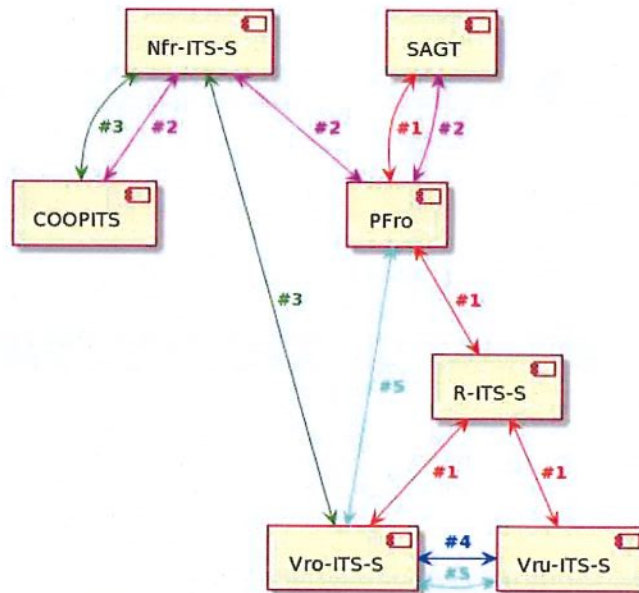 Nfr-ITS-S
SAGT
#3
#2
#2
#1
#2
COOPITS
PFro
#3
#1
#5
R-ITS-S
#1
#1
Vro-ITS-S
#4
#5
Vru-ITS-S